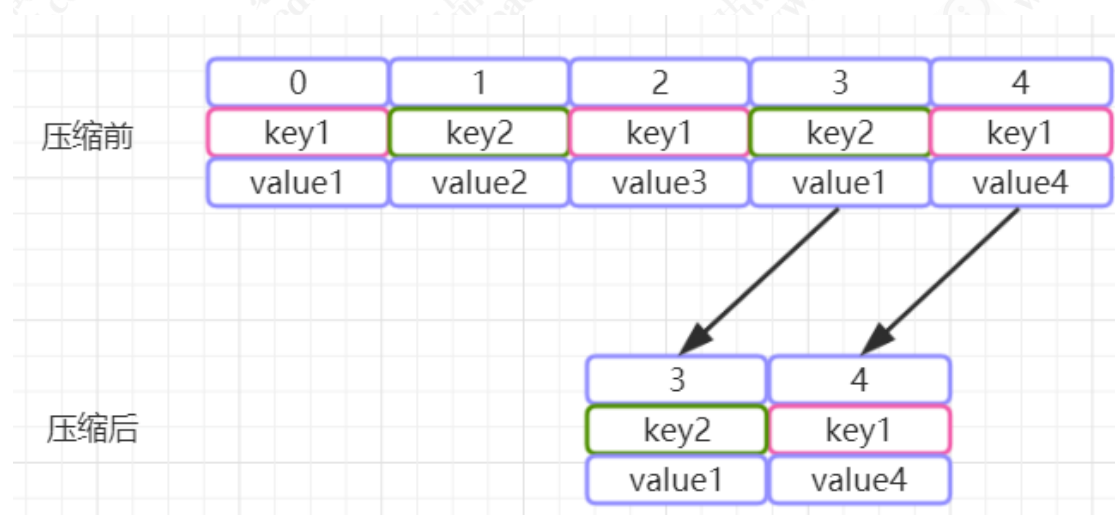 0 1 2 3 4
压缩前 key1 key2 key1 key2 key1
value1 value2 value3 value1 value4
3 4
压缩后 key2 key1
value1 value4